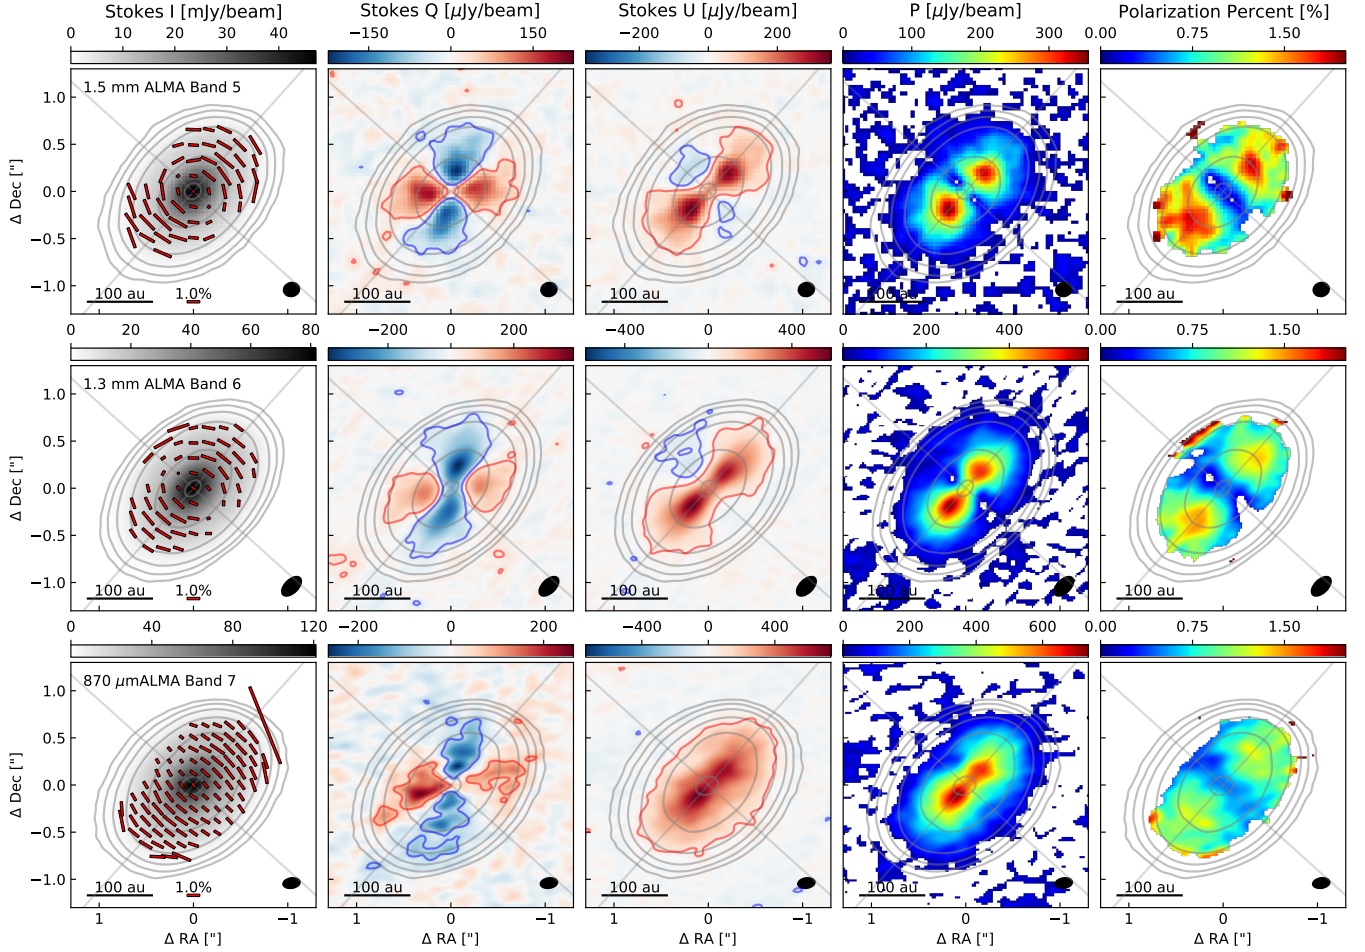 Stokes I [mJy/beam] Stokes Q [μJy/beam] Stokes U [μJy/beam] P [μJy/beam] Polarization Percent [%]
0 10 20 30 40 −150 0 150 −200 0 200 0 100 200 300 0.00 0.75 1.50
1.0 1.5 mm ALMA Band 5
0.5
Δ Dec ["] 0.0
−0.5
−1.0 100 au 1.0% 100 au 100 au 100 au 100 au
0 20 40 60 80 −200 0 200 −400 0 400 0 200 400 600 0.00 0.75 1.50
1.0 1.3 mm ALMA Band 6
0.5
Δ Dec ["] 0.0
−0.5
−1.0 100 au 1.0% 100 au 100 au 100 au 100 au
0 40 80 120 −200 0 200 −400 0 400 0 200 400 600 0.00 0.75 1.50
1.0 870 μmALMA Band 7
0.5
Δ Dec ["] 0.0
−0.5
−1.0 100 au 1.0% 100 au 100 au 100 au 100 au
1 0 −1 1 0 −1 1 0 −1 1 0 −1 1 0 −1
Δ RA ["] Δ RA ["] Δ RA ["] Δ RA ["] Δ RA ["]